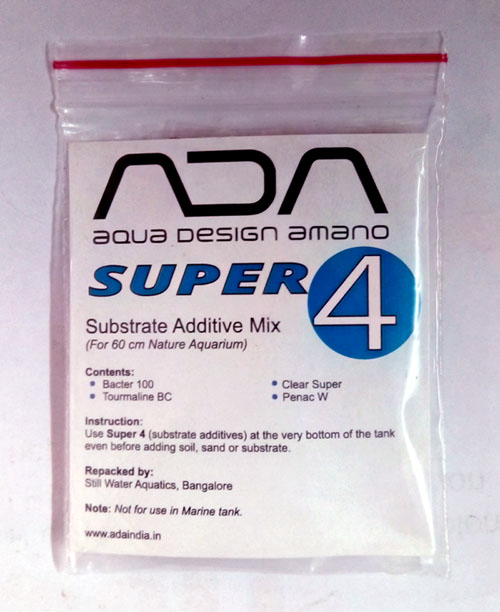 ADA
aqua DESIGN amano
SUPER 4
Substrate Additive Mix
(For 60 cm Nature Aquarium)
Contents:
• Bacter 100 • Clear Super
• Tourmaline BC • Penac W
Instruction:
Use Super 4 (substrate additives) at the very bottom of the tank
even before adding soil, sand or substrate.
Repacked by:
Still Water Aquatics, Bangalore
Note: Not for use in Marine tank.
www.adaindia.in